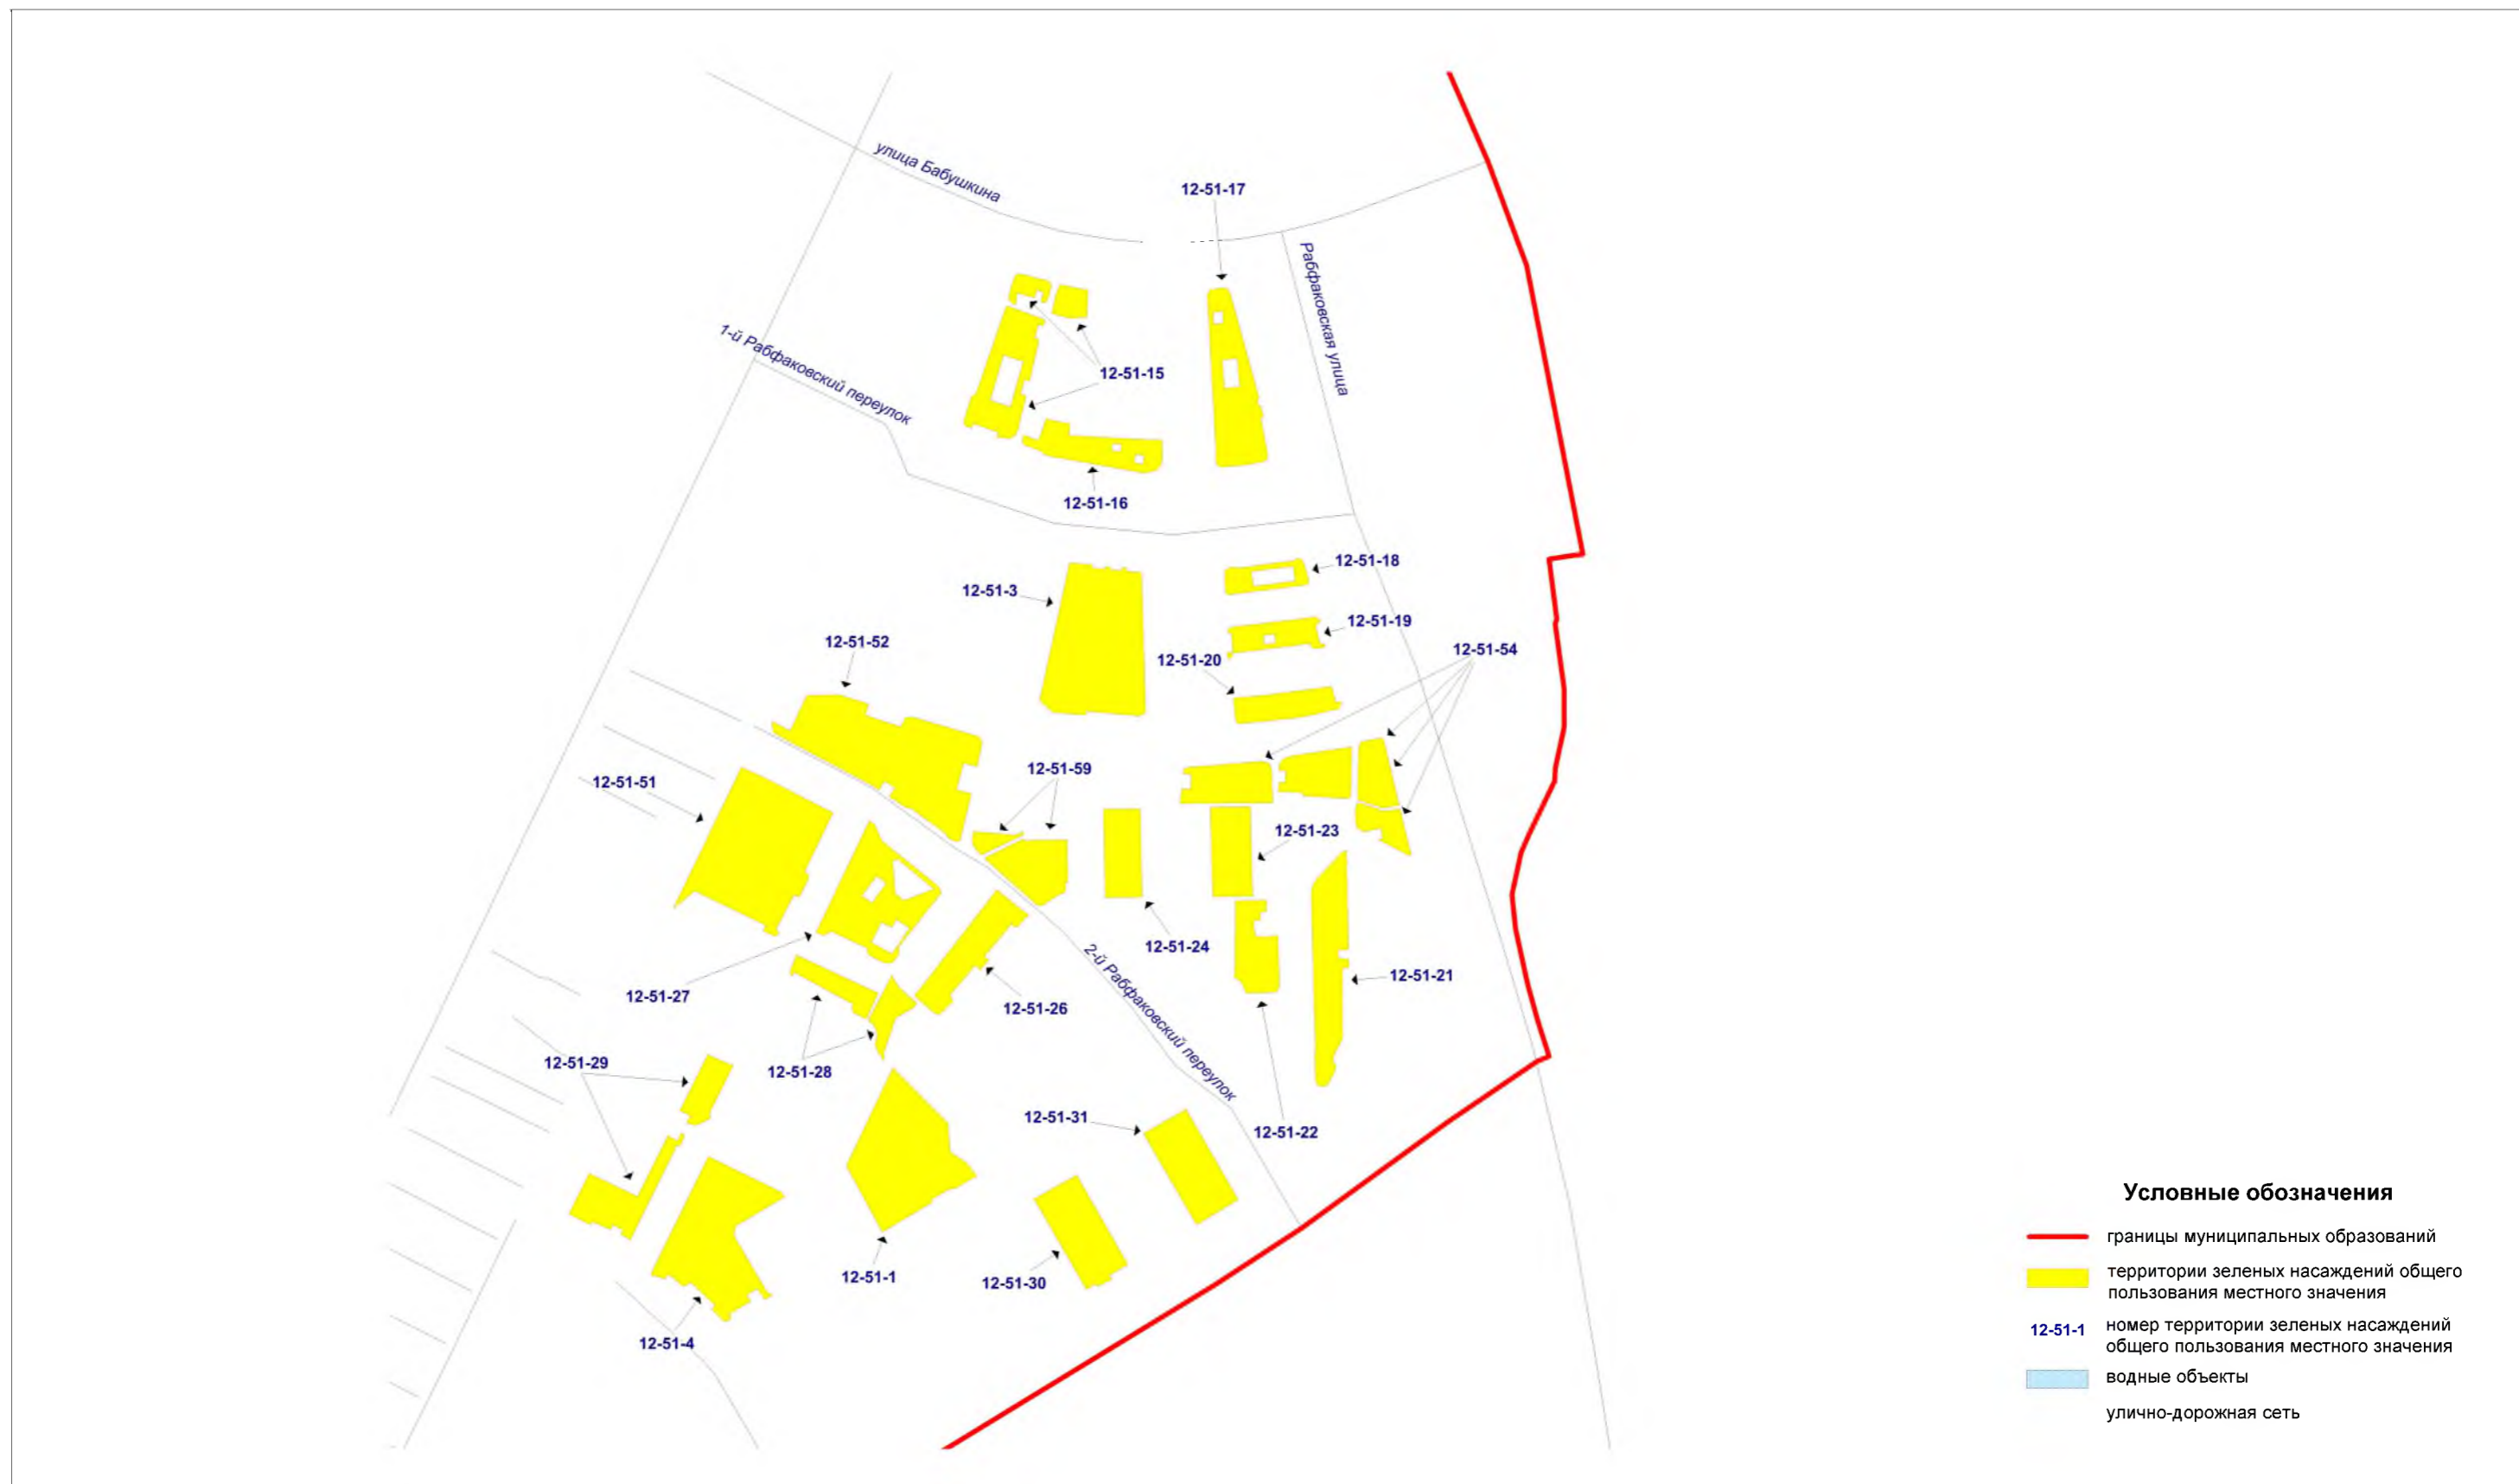 улица Бабушкина
12-51-17
Рабфаковская улица
1-й Рабфаковский переулок
12-51-15
12-51-16
12-51-18
12-51-3
12-51-19
12-51-52
12-51-20
12-51-54
12-51-59
12-51-51
12-51-23
12-51-24
12-51-21
12-51-27
12-51-26
2-й Рабфаковский переулок
12-51-29
12-51-28
12-51-31
12-51-22
12-51-1
12-51-30
12-51-4
Условные обозначения
границы муниципальных образований
территории зеленых насаждений общего
пользования местного значения
12-51-1
номер территории зеленых насаждений
общего пользования местного значения
водные объекты
улично-дорожная сеть